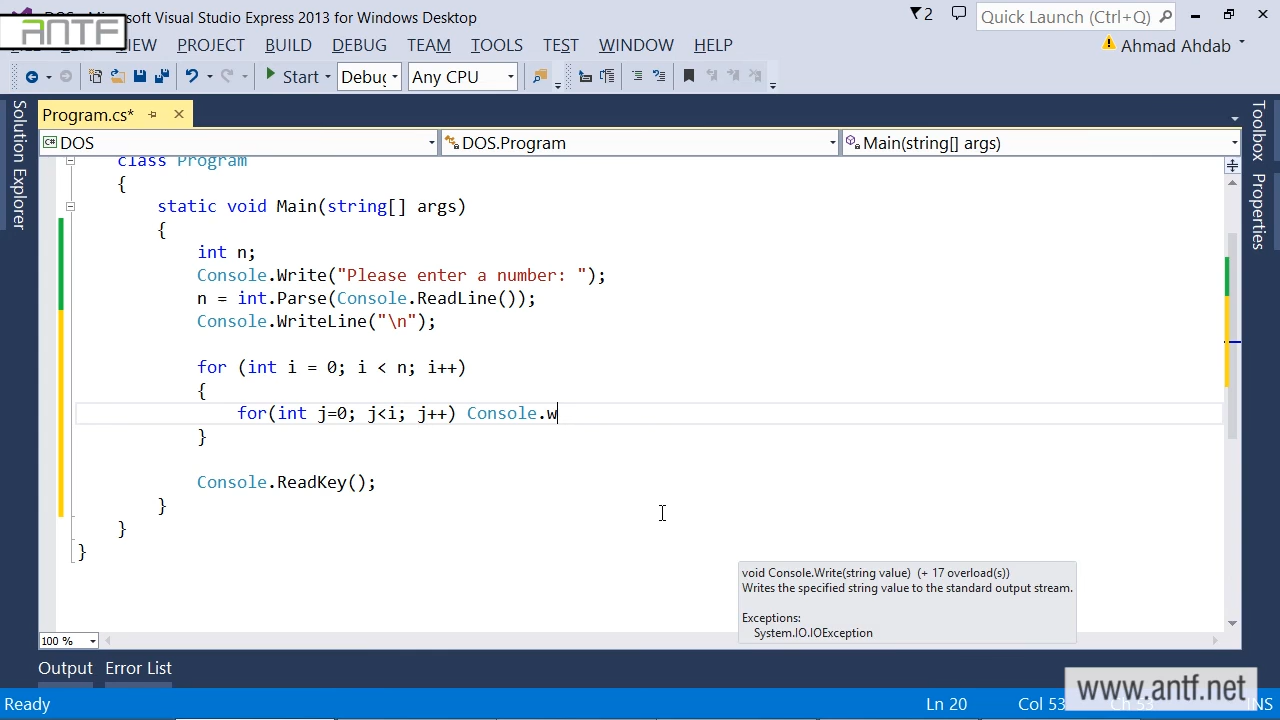 DOS - Microsoft Visual Studio Express 2013 for Windows Desktop
2
Quick Launch (Ctrl+Q)
ANTF
VIEW PROJECT BUILD DEBUG TEAM TOOLS TEST WINDOW HELP
Ahmad Ahdab
Start Debug Any CPU
Solution Explorer
Toolbox
Properties
Program.cs*
DOS
DOS.Program
Main(string[] args)
class Program
{
static void Main(string[] args)
{
int n;
Console.Write("Please enter a number: ");
n = int.Parse(Console.ReadLine());
Console.WriteLine("\n");
for (int i = 0; i < n; i++)
{
for(int j=0; j<i; j++) Console.w
}
Console.ReadKey();
}
}
}
void Console.Write(string value) (+ 17 overload(s))
Writes the specified string value to the standard output stream.
Exceptions:
System.IO.IOException
100 %
Output Error List
www.antf.net
Ready
Ln 20
Col 53
Ch 53
INS